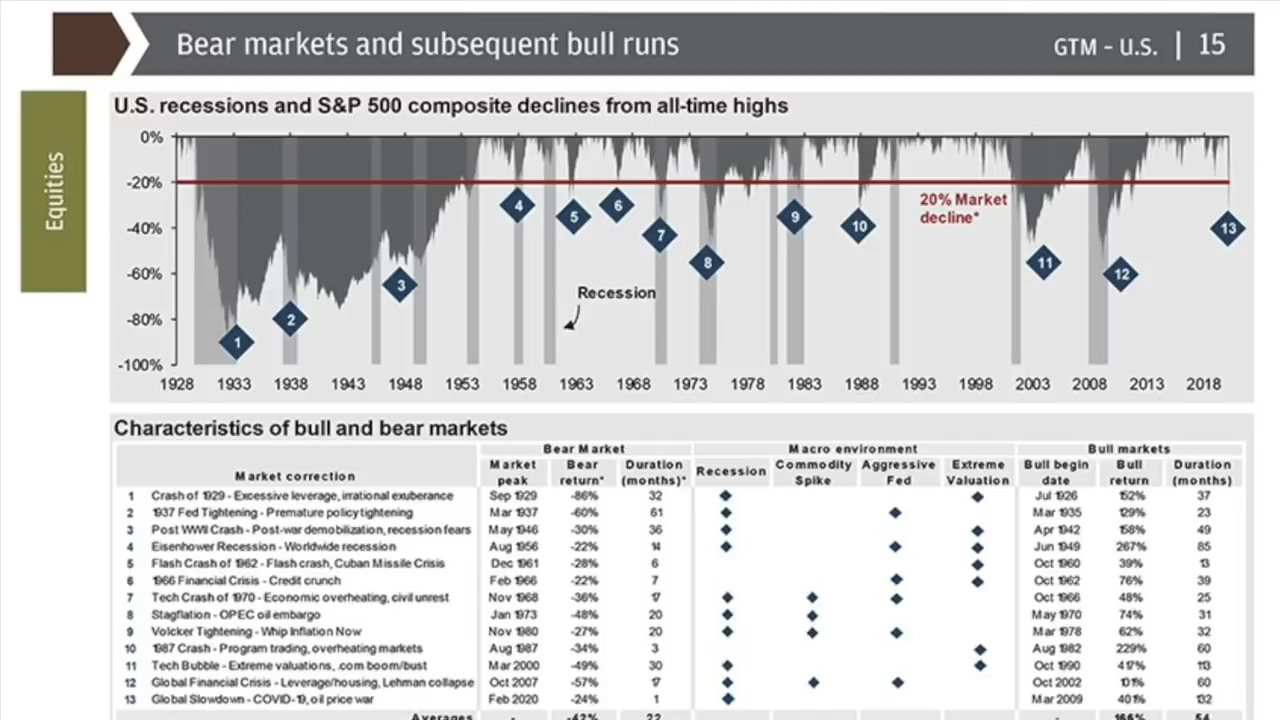 Bear markets and subsequent bull runs
GTM – U.S. | 15
Equities
U.S. recessions and S&P 500 composite declines from all-time highs
0%
-20%
-40%
-60%
-80%
-100%
1 2 3 4 5 6 7 8 9 10 11 12 13
20% Market
decline*
Recession
1928 1933 1938 1943 1948 1953 1958 1963 1968 1973 1978 1983 1988 1993 1998 2003 2008 2013 2018
Characteristics of bull and bear markets
Bear Market Macro environment Bull markets
Market correction Market peak Bear return* Duration (months)* Recession Commodity Spike Aggressive Fed Extreme Valuation Bull begin date Bull return Duration (months)
1 Crash of 1929 - Excessive leverage, irrational exuberance Sep 1929 -86% 32 Jul 1926 152% 37
2 1937 Fed Tightening - Premature policy tightening Mar 1937 -60% 61 Mar 1935 129% 23
3 Post WWII Crash - Post-war demobilization, recession fears May 1946 -30% 36 Apr 1942 158% 49
4 Eisenhower Recession - Worldwide recession Aug 1956 -22% 14 Jun 1949 267% 85
5 Flash Crash of 1962 - Flash crash, Cuban Missile Crisis Dec 1961 -28% 6 Oct 1960 39% 13
6 1966 Financial Crisis - Credit crunch Feb 1966 -22% 7 Oct 1962 76% 39
7 Tech Crash of 1970 - Economic overheating, civil unrest Nov 1968 -36% 17 Oct 1966 48% 25
8 Stagflation - OPEC oil embargo Jan 1973 -48% 20 May 1970 74% 31
9 Volcker Tightening - Whip Inflation Now Nov 1980 -27% 20 Mar 1978 62% 32
10 1987 Crash - Program trading, overheating markets Aug 1987 -34% 3 Aug 1982 229% 60
11 Tech Bubble - Extreme valuations, .com boom/bust Mar 2000 -49% 30 Oct 1990 417% 113
12 Global Financial Crisis - Leverage/housing, Lehman collapse Oct 2007 -57% 17 Oct 2002 101% 60
13 Global Slowdown - COVID-19, oil price war Feb 2020 -24% 1 Mar 2009 401% 132
Averages - -42% 22 - 166% 54